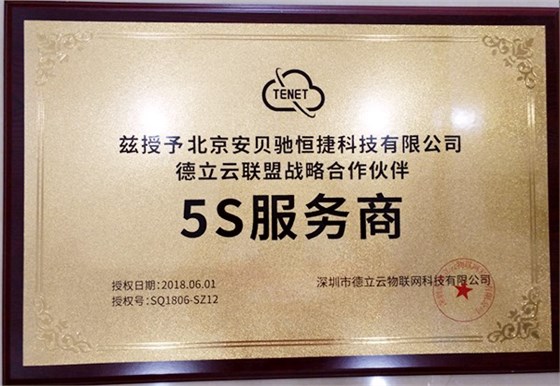 TENET
兹授予北京安贝驰恒捷科技有限公司
德立云联盟战略合作伙伴
5S服务商
授权日期:2018.06.01
深圳市德立云物联网科技有限公司
授权号:SQ1806-SZ12